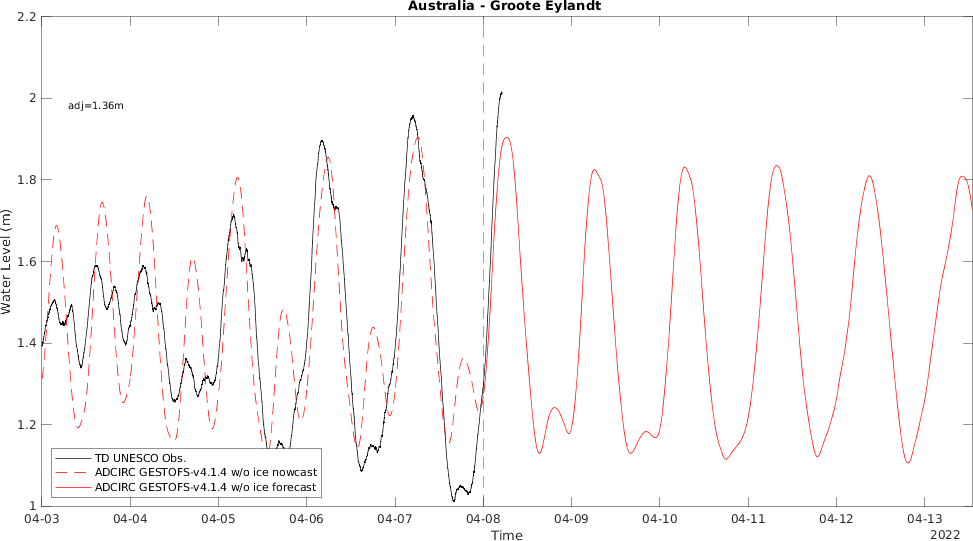 Australia - Groote Eylandt
2.2
2
1.8
1.6
1.4
1.2
1
Water Level (m)
adj=1.36m
TD UNESCO Obs.
ADCIRC GESTOFS-v4.1.4 w/o ice nowcast
ADCIRC GESTOFS-v4.1.4 w/o ice forecast
04-03 04-04 04-05 04-06 04-07 04-08 04-09 04-10 04-11 04-12 04-13
Time
2022